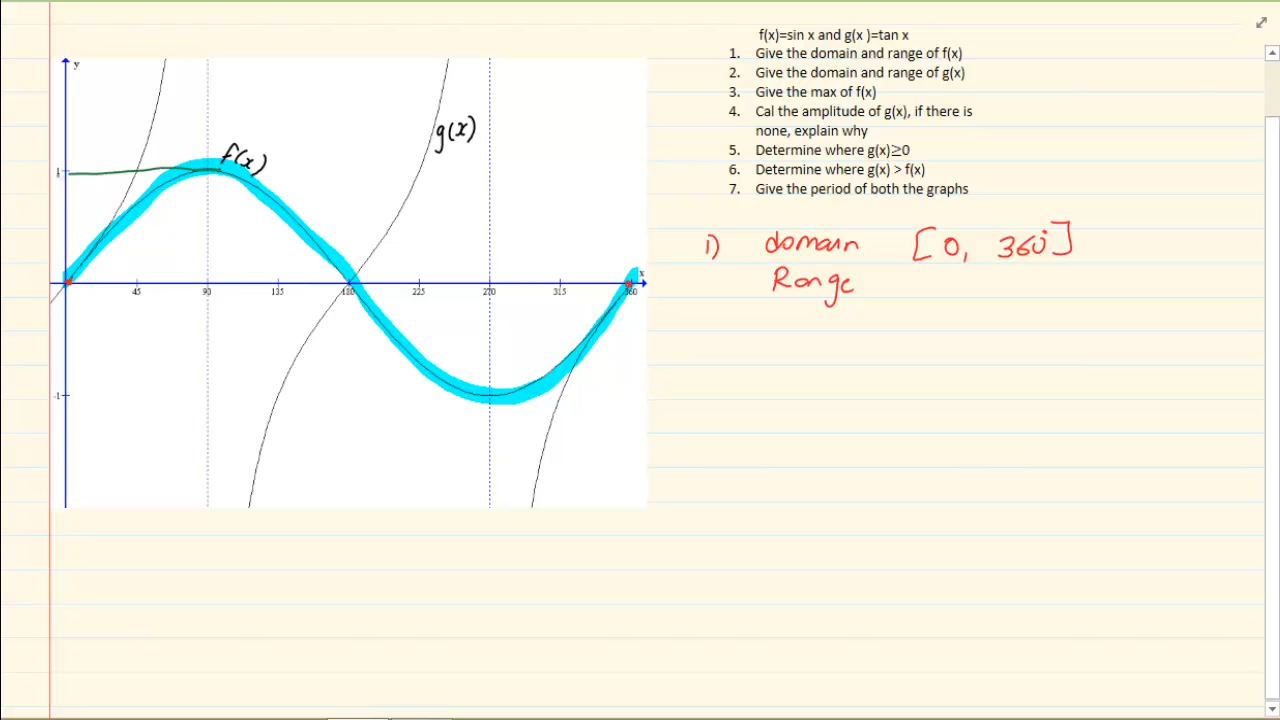 f(x)=sin x and g(x )=tan x
1. Give the domain and range of f(x)
2. Give the domain and range of g(x)
3. Give the max of f(x)
4. Cal the amplitude of g(x), if there is
none, explain why
5. Determine where g(x)≥0
6. Determine where g(x) > f(x)
7. Give the period of both the graphs
y
g(x)
f(x)
1
x
45 90 135 180 225 270 315 360
-1
1) domain [0, 360°]
Range